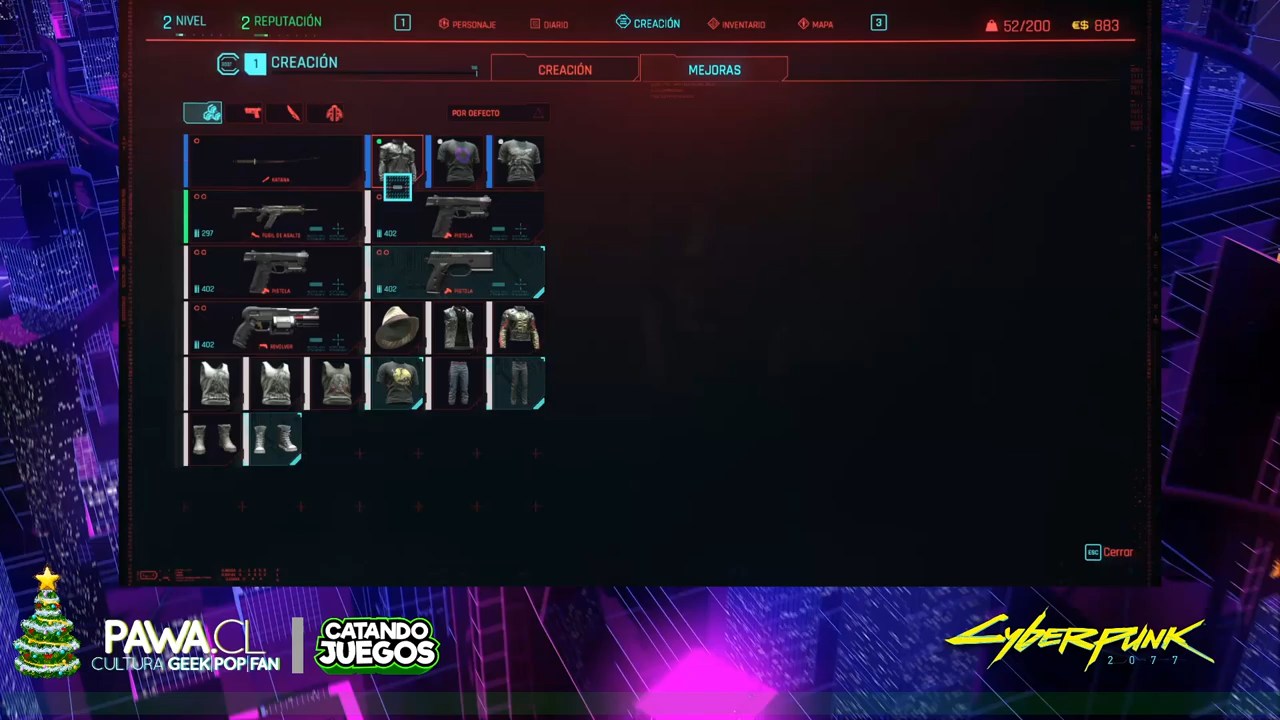 2 NIVEL
2 REPUTACIÓN
1
PERSONAJE
DIARIO
CREACIÓN
INVENTARIO
MAPA
3
52/200
€$ 883
1 CREACIÓN
CREACIÓN
MEJORAS
POR DEFECTO
KATANA
297
FUSIL DE ASALTO
402
PISTOLA
402
PISTOLA
402
PISTOLA
402
REVÓLVER
ESC Cerrar
PAWA.CL
CULTURA GEEK|POP|FAN
CATANDO
JUEGOS
CYBERPUNK
2077